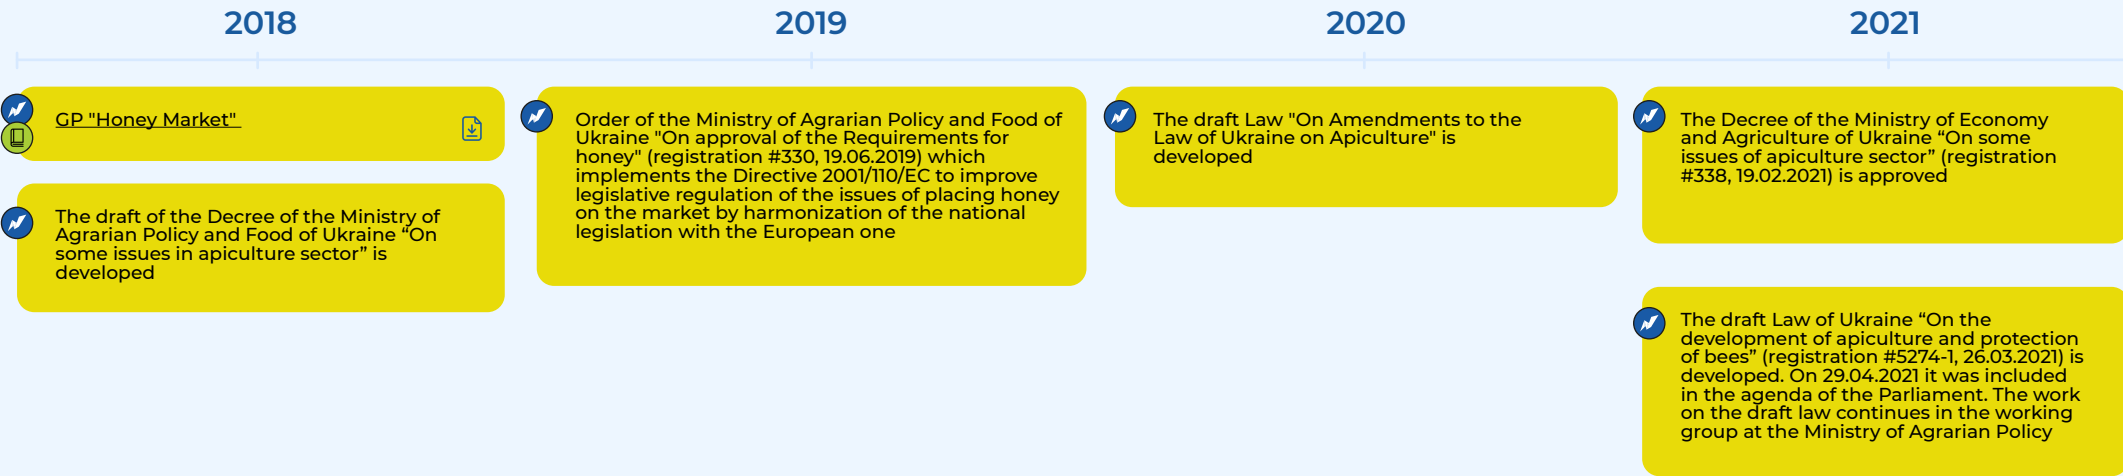 2018
2019
2020
2021
GP "Honey Market"
The draft of the Decree of the Ministry of
Agrarian Policy and Food of Ukraine “On
some issues in apiculture sector” is
developed
Order of the Ministry of Agrarian Policy and Food of
Ukraine "On approval of the Requirements for
honey" (registration #330, 19.06.2019) which
implements the Directive 2001/110/EC to improve
legislative regulation of the issues of placing honey
on the market by harmonization of the national
legislation with the European one
The draft Law "On Amendments to the
Law of Ukraine on Apiculture" is
developed
The Decree of the Ministry of Economy
and Agriculture of Ukraine “On some
issues of apiculture sector” (registration
#338, 19.02.2021) is approved
The draft Law of Ukraine “On the
development of apiculture and protection
of bees” (registration #5274-1, 26.03.2021) is
developed. On 29.04.2021 it was included
in the agenda of the Parliament. The work
on the draft law continues in the working
group at the Ministry of Agrarian Policy